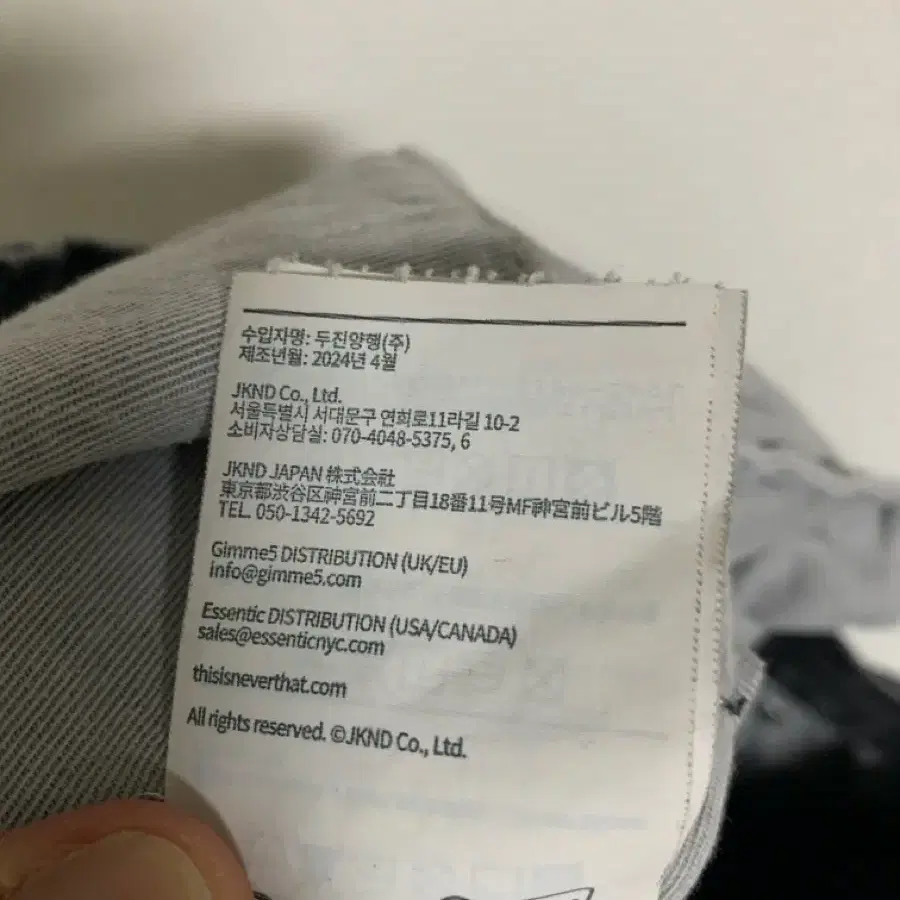 수입자명: 두진양행(주)
제조년월: 2024년 4월
JKND Co., Ltd.
서울특별시 서대문구 연희로11라길 10-2
소비자상담실: 070-4048-5375, 6
JKND JAPAN 株式会社
東京都渋谷区神宮前二丁目18番11号MF神宮前ビル5階
TEL. 050-1342-5692
Gimme5 DISTRIBUTION (UK/EU)
info@gimme5.com
Essentic DISTRIBUTION (USA/CANADA)
sales@essenticnyc.com
thisisneverthat.com
All rights reserved. ©JKND Co., Ltd.